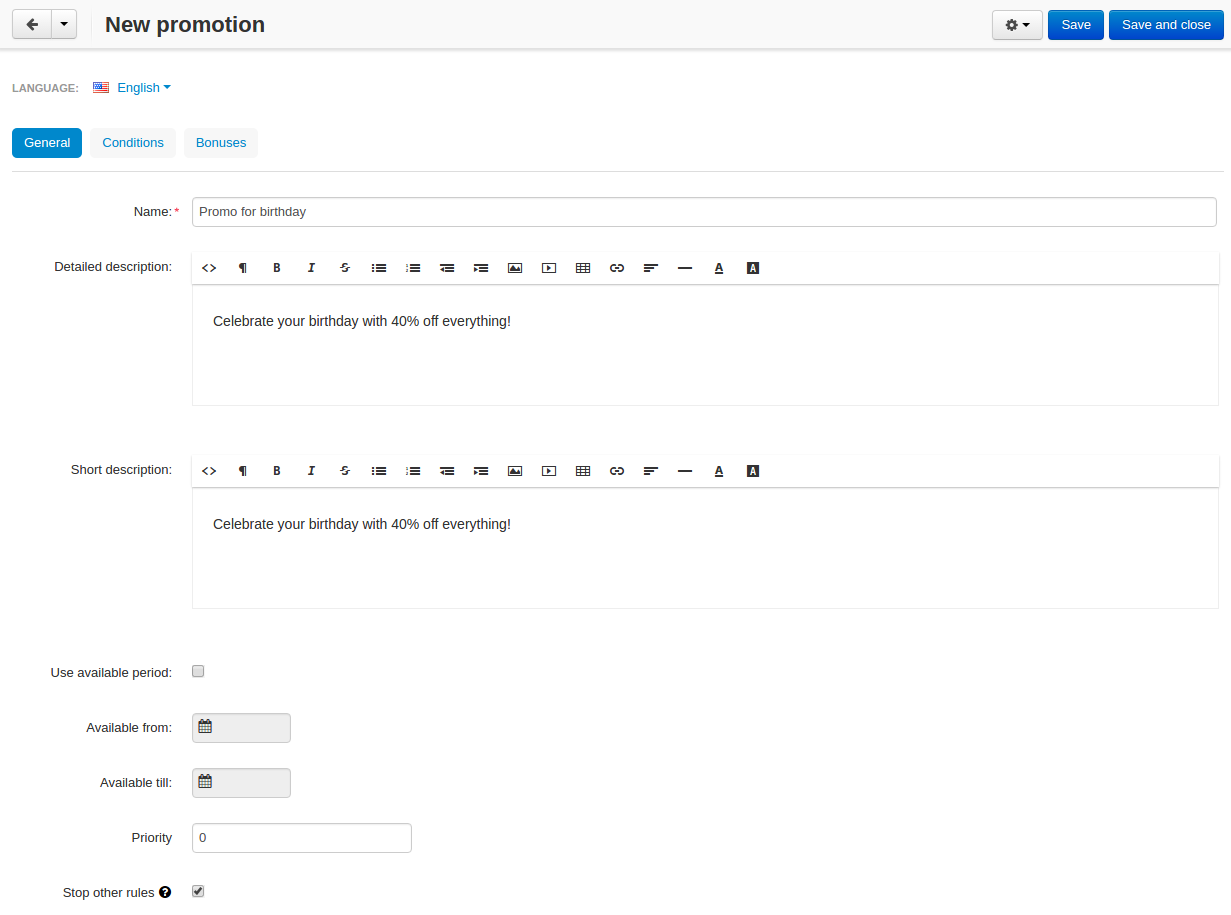 New promotion
Save
Save and close
LANGUAGE: English
General Conditions Bonuses
Name:* Promo for birthday
Detailed description:
Celebrate your birthday with 40% off everything!
Short description:
Celebrate your birthday with 40% off everything!
Use available period:
Available from:
Available till:
Priority 0
Stop other rules